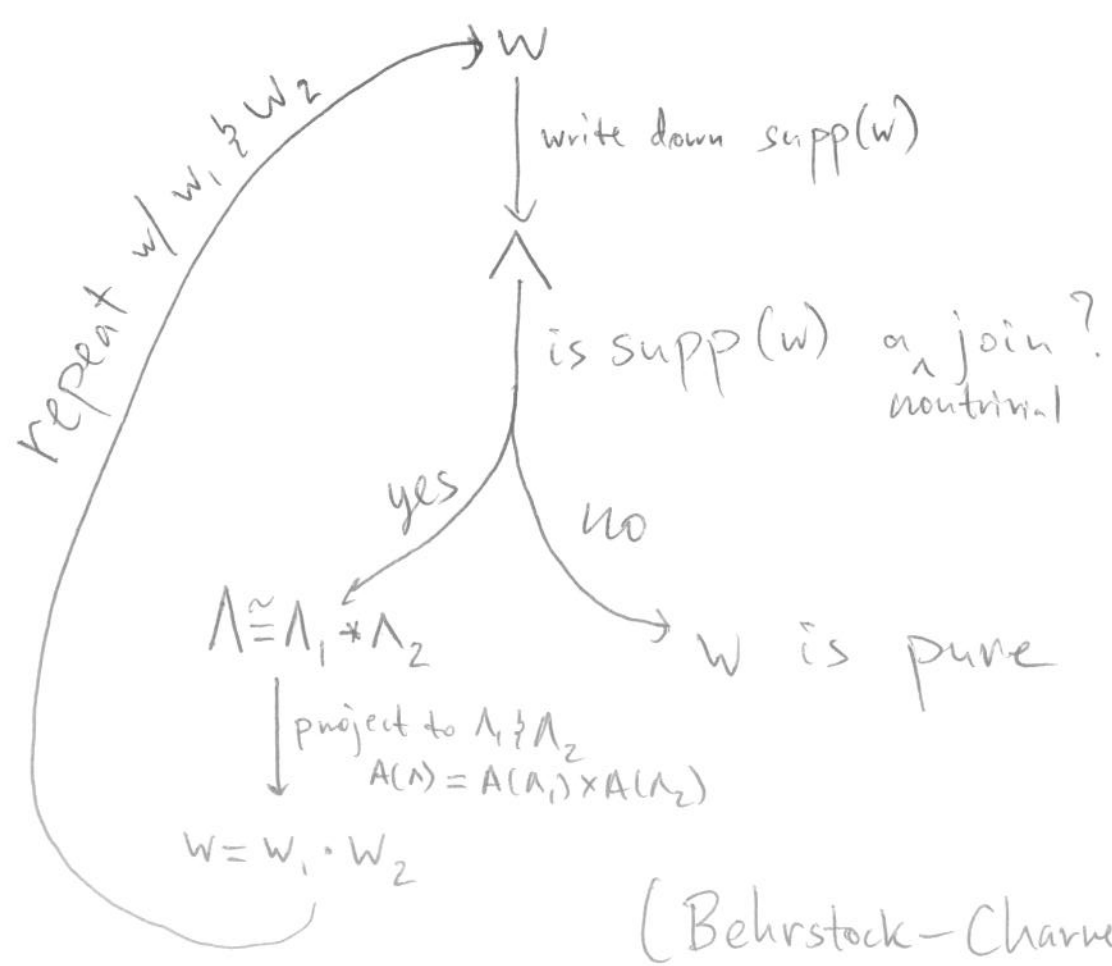 w
repeat w/ w₁ & w₂
write down supp(w)
Λ
is supp(w) a ‸ join?
nontrivial
yes
no
Λ ≅ Λ₁ * Λ₂
w is pure
project to Λ₁ & Λ₂
A(Λ) = A(Λ₁) × A(Λ₂)
w = w₁ · w₂
(Behrstock – Charne